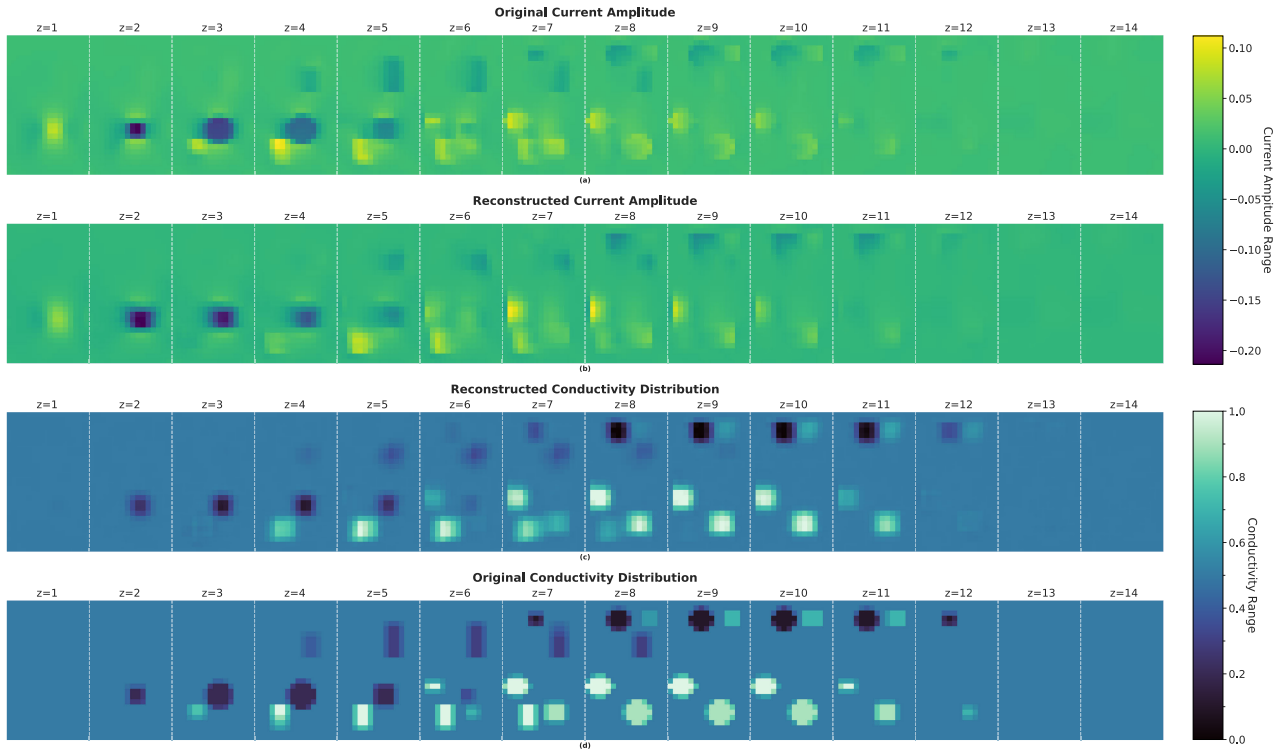 Original Current Amplitude
z=1 z=2 z=3 z=4 z=5 z=6 z=7 z=8 z=9 z=10 z=11 z=12 z=13 z=14
(a)
Reconstructed Current Amplitude
z=1 z=2 z=3 z=4 z=5 z=6 z=7 z=8 z=9 z=10 z=11 z=12 z=13 z=14
(b)
0.10
0.05
0.00
−0.05
−0.10
−0.15
−0.20
Current Amplitude Range
Reconstructed Conductivity Distribution
z=1 z=2 z=3 z=4 z=5 z=6 z=7 z=8 z=9 z=10 z=11 z=12 z=13 z=14
(c)
Original Conductivity Distribution
z=1 z=2 z=3 z=4 z=5 z=6 z=7 z=8 z=9 z=10 z=11 z=12 z=13 z=14
(d)
1.0
0.8
0.6
0.4
0.2
0.0
Conductivity Range